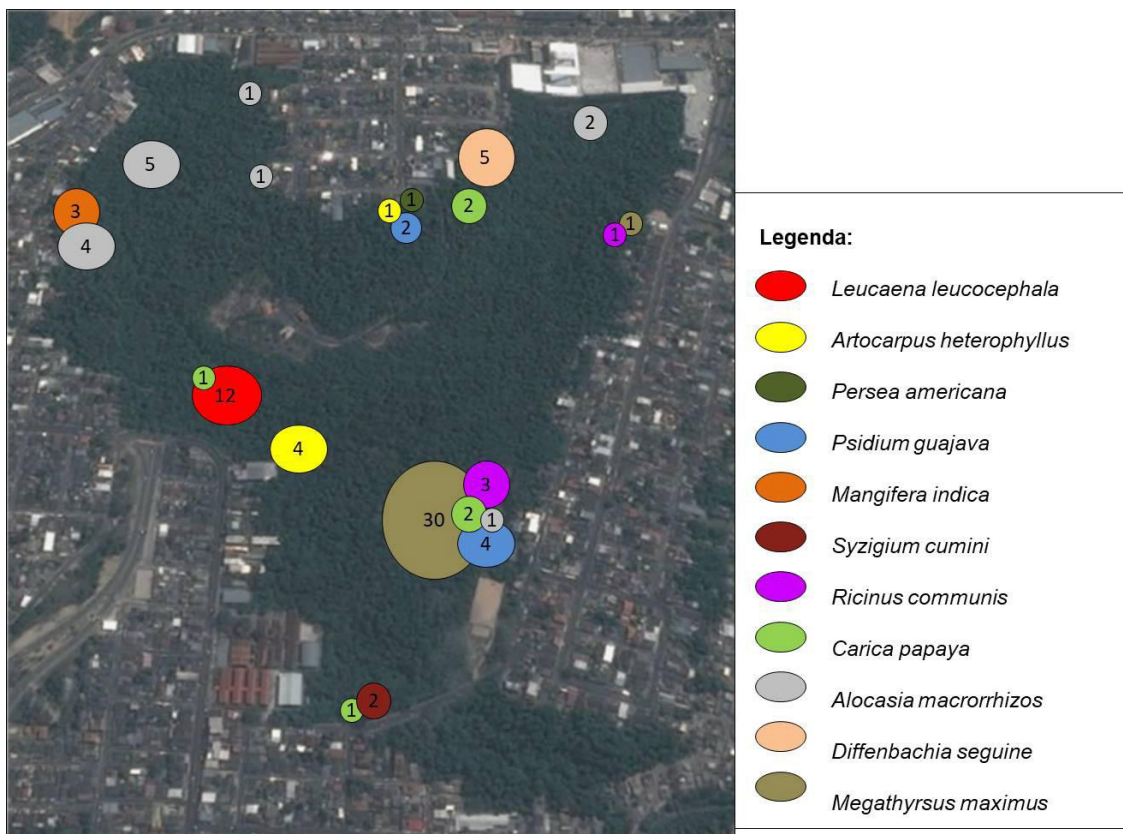 1
2
5
5
1
3
1
1
2
2
1
1
4
1
12
4
3
30
2
1
4
1
2
Legenda:
Leucaena leucocephala
Artocarpus heterophyllus
Persea americana
Psidium guajava
Mangifera indica
Syzigium cumini
Ricinus communis
Carica papaya
Alocasia macrorrhizos
Diffenbachia seguine
Megathyrsus maximus